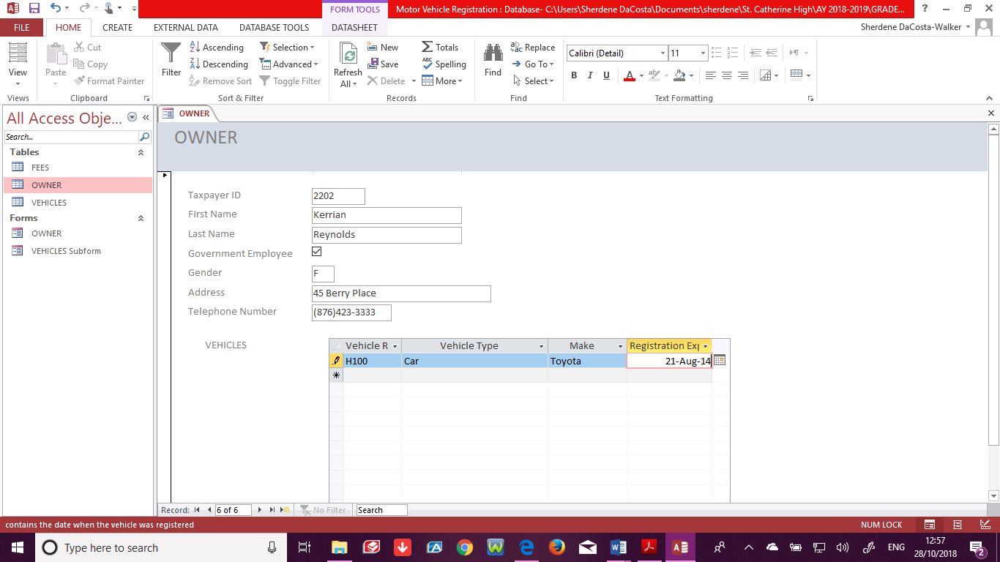 FORM TOOLS
Motor Vehicle Registration : Database- C:\Users\Sherdene DaCosta\Documents\sherdene\St. Catherine High\AY 2018-2019\GRADE...
?
FILE HOME CREATE EXTERNAL DATA DATABASE TOOLS DATASHEET
Sherdene DaCosta-Walker
View
Views
Paste
Cut
Copy
Format Painter
Clipboard
Filter
Ascending
Descending
Remove Sort
Selection
Advanced
Toggle Filter
Sort & Filter
Refresh
All
New
Save
Delete
Totals
Spelling
More
Records
Find
Replace
Go To
Select
Find
Calibri (Detail) 11
B I U A
Text Formatting
All Access Obje...
Search...
Tables
FEES
OWNER
VEHICLES
Forms
OWNER
VEHICLES Subform
OWNER
OWNER
Taxpayer ID 2202
First Name Kerrian
Last Name Reynolds
Government Employee
Gender F
Address 45 Berry Place
Telephone Number (876)423-3333
VEHICLES
Vehicle R Vehicle Type Make Registration Exp
H100 Car Toyota 21-Aug-14
Record: 6 of 6 No Filter Search
contains the date when the vehicle was registered
NUM LOCK
Type here to search
ENG
12:57
28/10/2018
2